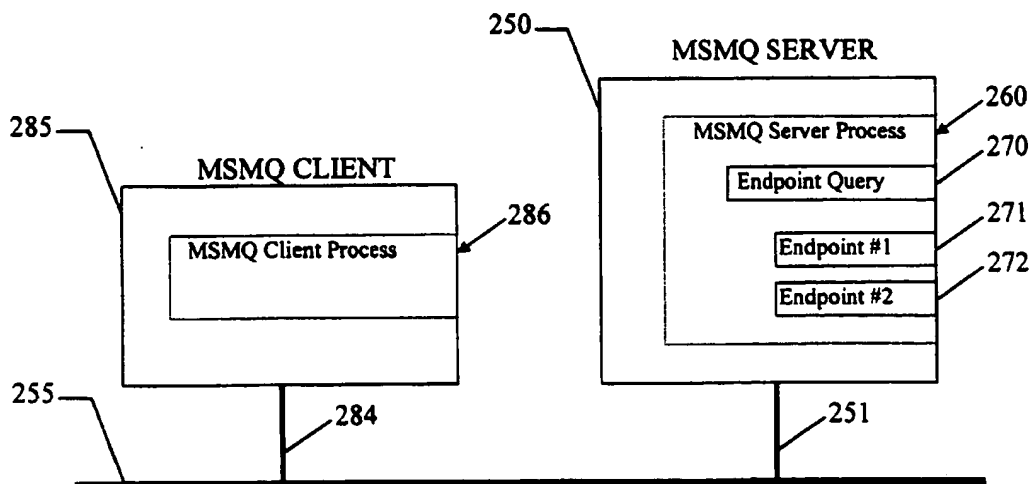 250
MSMQ SERVER
285
260
MSMQ Server Process
270
MSMQ CLIENT
Endpoint Query
286
271
MSMQ Client Process
Endpoint #1
272
Endpoint #2
255
284
251